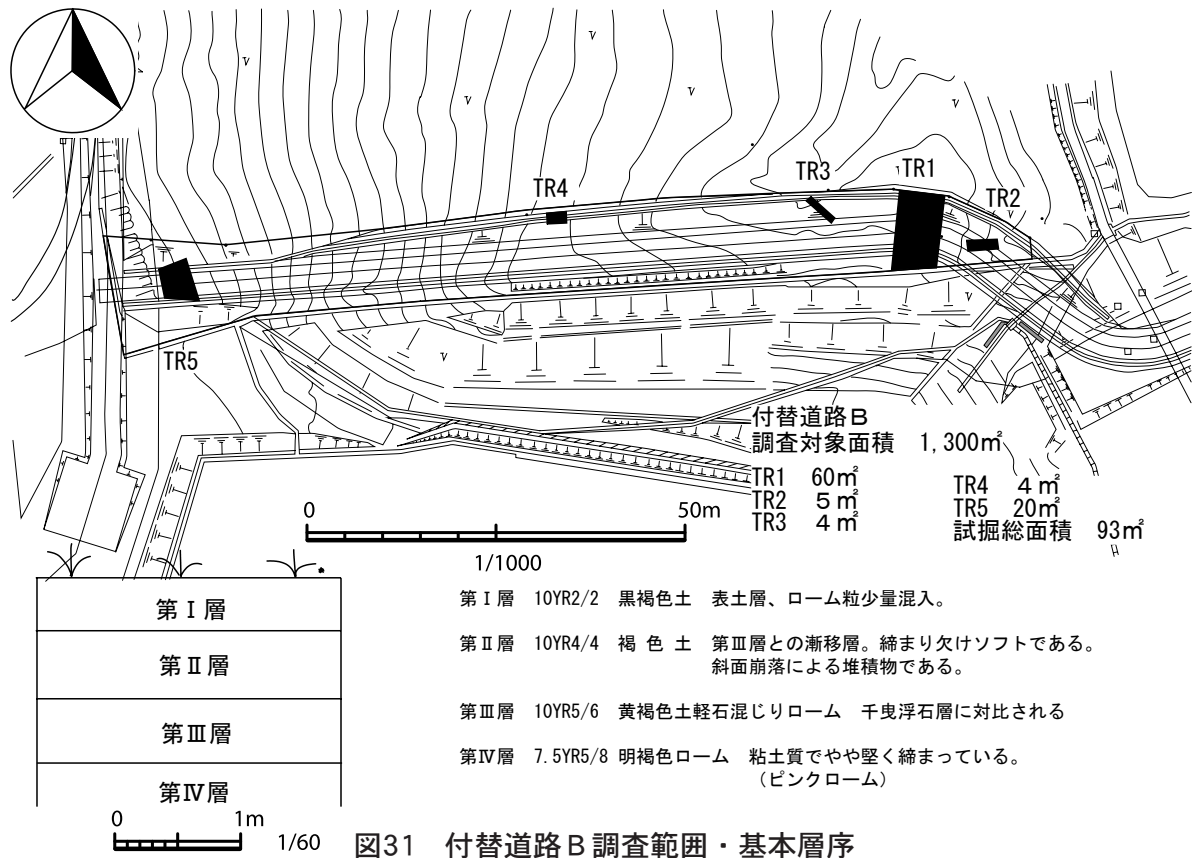 TR4
TR3
TR1
TR2
TR5
付替道路B
調査対象面積 1,300㎡
TR1 60㎡
TR2 5㎡
TR3 4㎡
TR4 4㎡
TR5 20㎡
試掘総面積 93㎡
0 50m
1/1000
第Ⅰ層
第Ⅱ層
第Ⅲ層
第Ⅳ層
第Ⅰ層 10YR2/2 黒褐色土 表土層、ローム粒少量混入。
第Ⅱ層 10YR4/4 褐 色 土 第Ⅲ層との漸移層。締まり欠けソフトである。
斜面崩落による堆積物である。
第Ⅲ層 10YR5/6 黄褐色土軽石混じりローム 千曳浮石層に対比される
第Ⅳ層 7.5YR5/8 明褐色ローム 粘土質でやや堅く締まっている。
（ピンクローム）
0 1m
1/60
図31 付替道路B調査範囲・基本層序